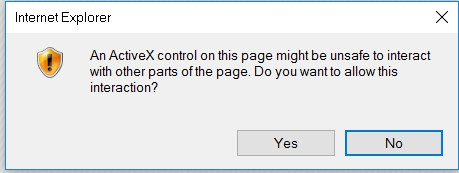 Internet Explorer
An ActiveX control on this page might be unsafe to interact
with other parts of the page. Do you want to allow this
interaction?
Yes
No